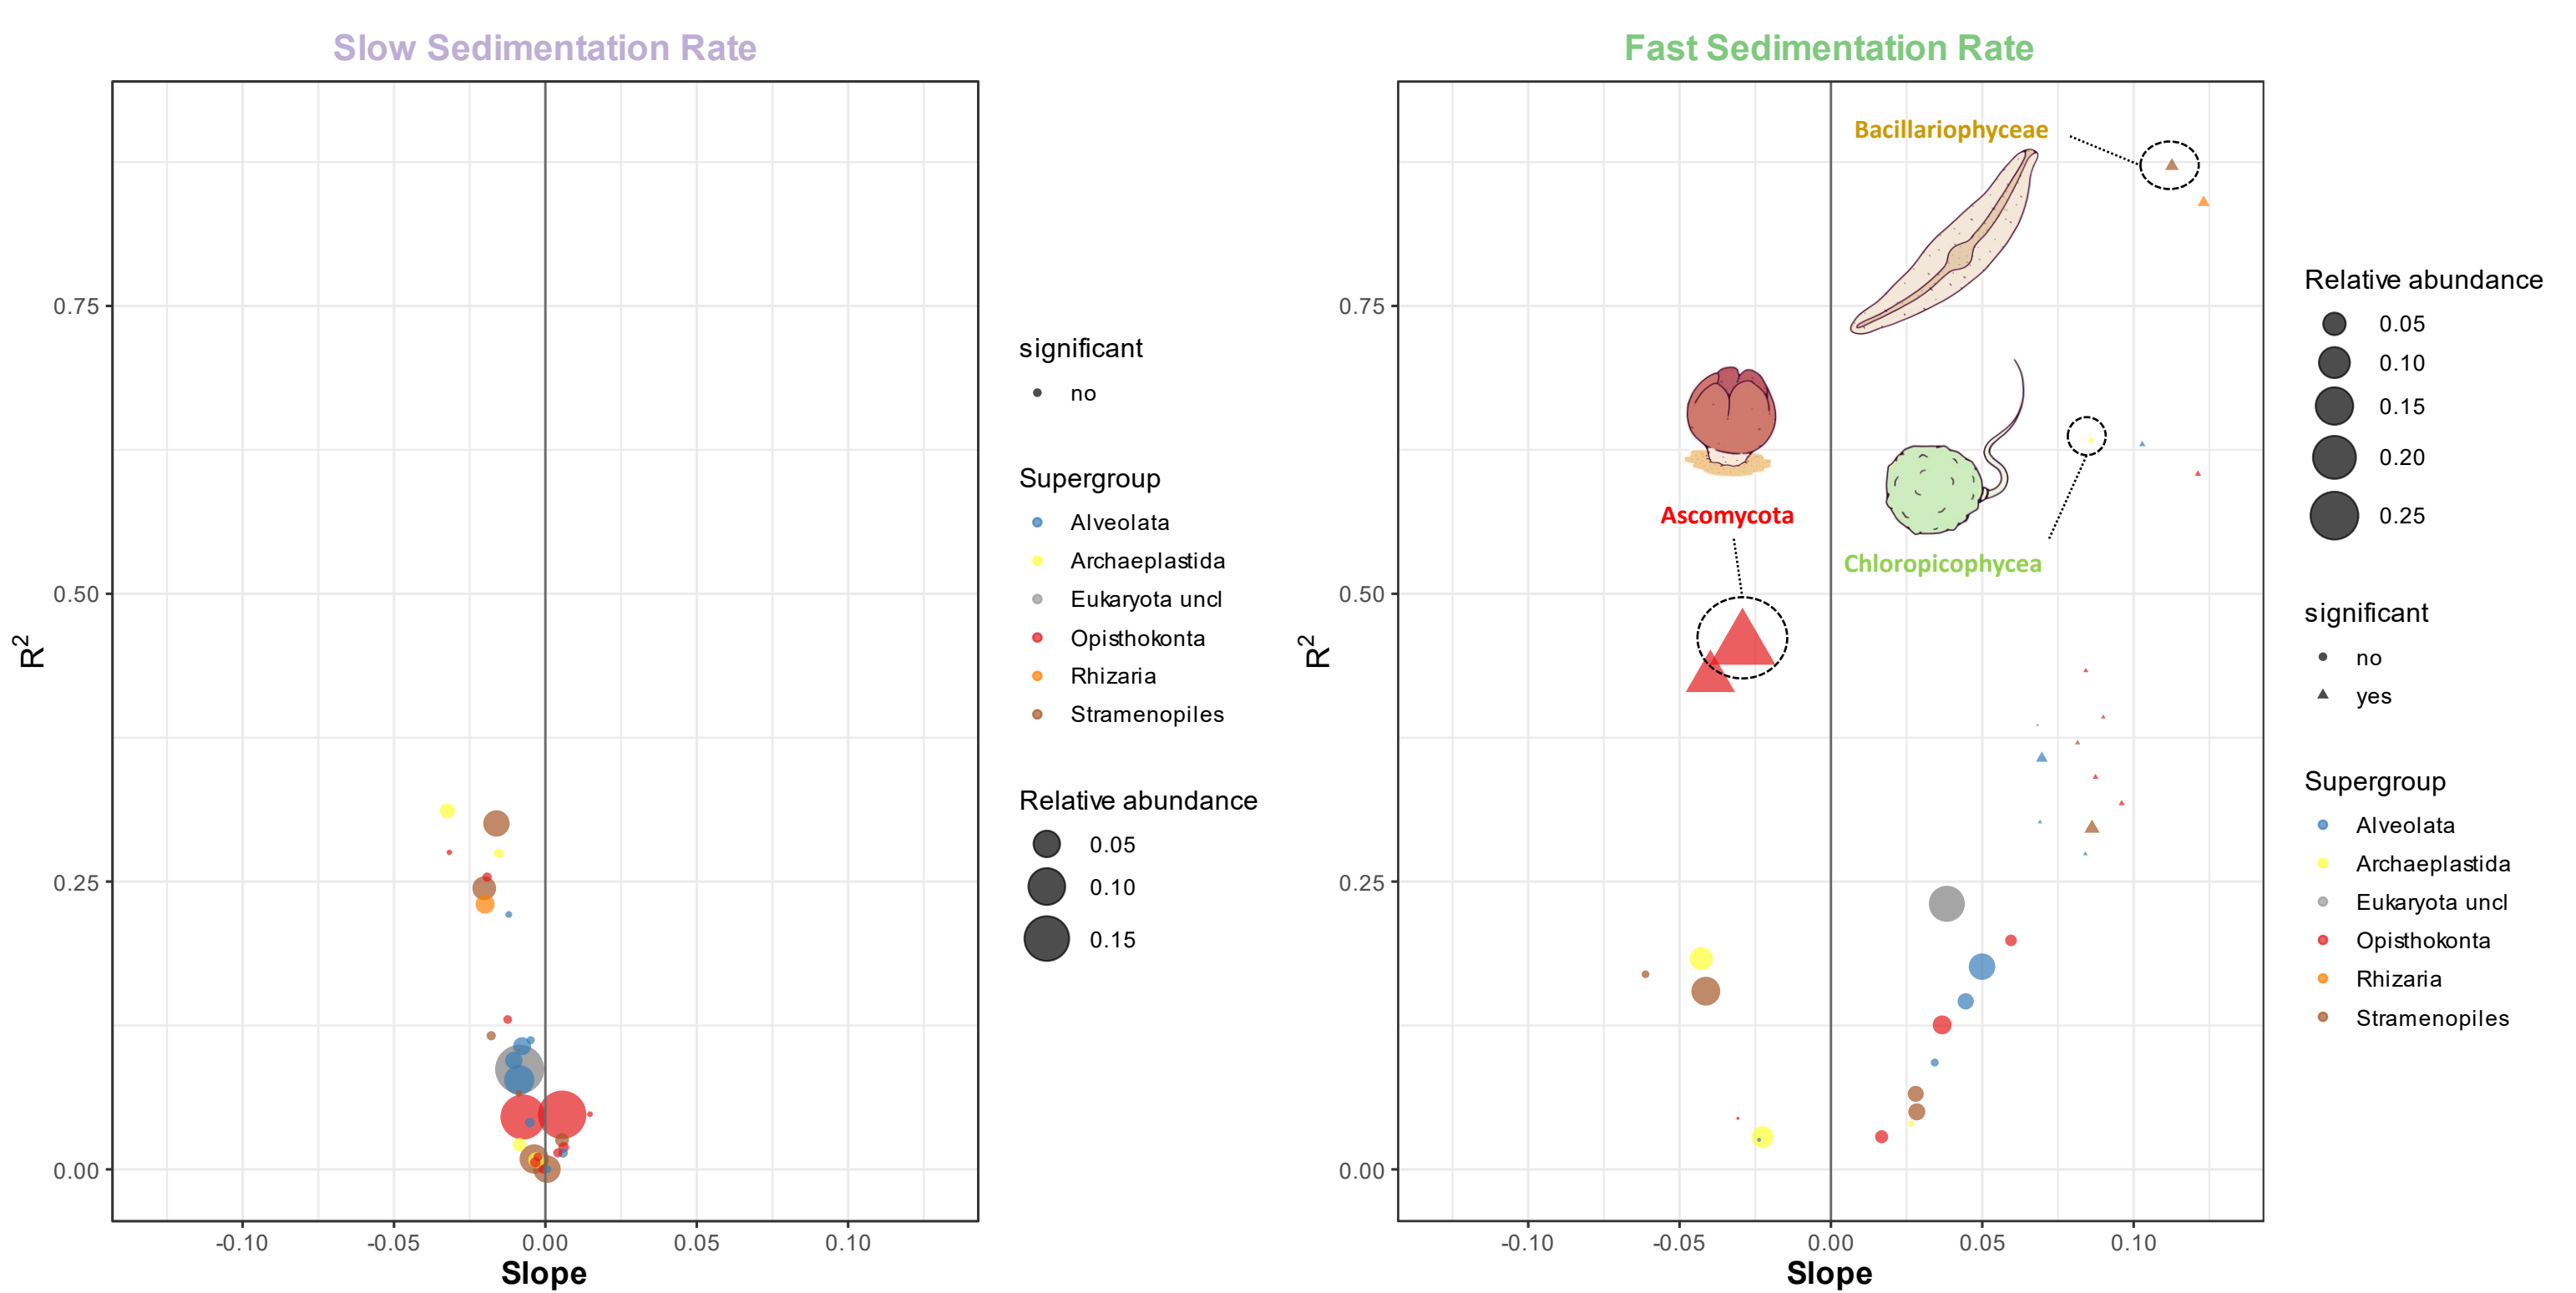 Slow Sedimentation Rate
R2
0.75
0.50
0.25
0.00
-0.10 -0.05 0.00 0.05 0.10
Slope
significant
no
Supergroup
Alveolata
Archaeplastida
Eukaryota uncl
Opisthokonta
Rhizaria
Stramenopiles
Relative abundance
0.05
0.10
0.15
Fast Sedimentation Rate
R2
0.75
0.50
0.25
0.00
Bacillariophyceae
Ascomycota
Chloropicophycea
-0.10 -0.05 0.00 0.05 0.10
Slope
Relative abundance
0.05
0.10
0.15
0.20
0.25
significant
no
yes
Supergroup
Alveolata
Archaeplastida
Eukaryota uncl
Opisthokonta
Rhizaria
Stramenopiles